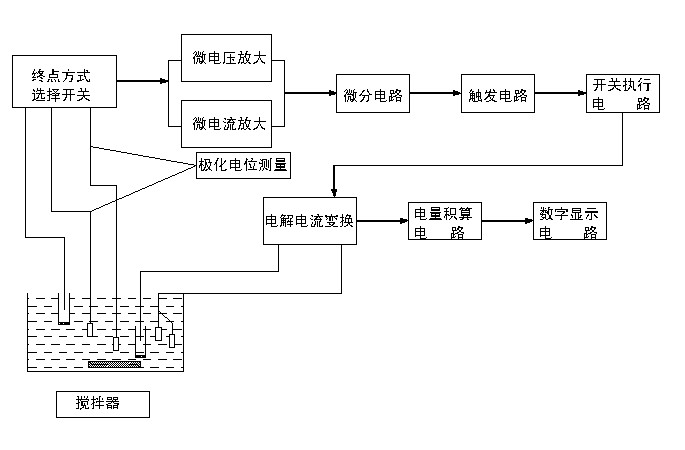 终点方式
选择开关
微电压放大
微电流放大
微分电路
触发电路
开关执行
电 路
极化电位测量
电解电流变换
电量积算
电 路
数字显示
电 路
搅拌器